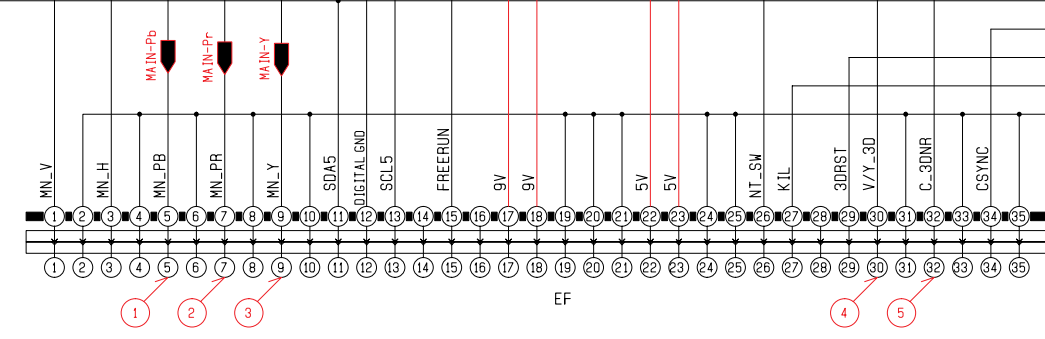 MAIN-Pb
MAIN-Pr
MAIN-Y
MN_V
MN_H
MN_PB
MN_PR
MN_Y
SDA5
DIGITAL GND
SCL5
FREERUN
9V
9V
5V
5V
NT_SW
KIL
3DRST
V/Y_3D
C_3DNR
CSYNC
1 2 3 4 5 6 7 8 9 10 11 12 13 14 15 16 17 18 19 20 21 22 23 24 25 26 27 28 29 30 31 32 33 34 35
1 2 3 4 5 6 7 8 9 10 11 12 13 14 15 16 17 18 19 20 21 22 23 24 25 26 27 28 29 30 31 32 33 34 35
EF
1 2 3 4 5